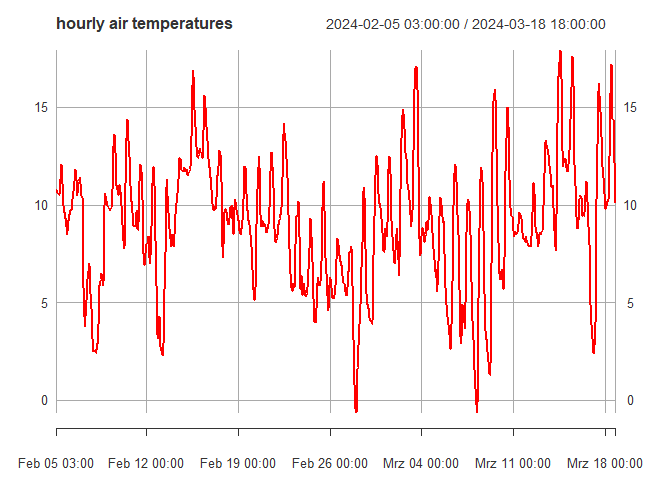 hourly air temperatures 2024-02-05 03:00:00 / 2024-03-18 18:00:00
15 15
10 10
5 5
0 0
Feb 05 03:00 Feb 12 00:00 Feb 19 00:00 Feb 26 00:00 Mrz 04 00:00 Mrz 11 00:00 Mrz 18 00:00